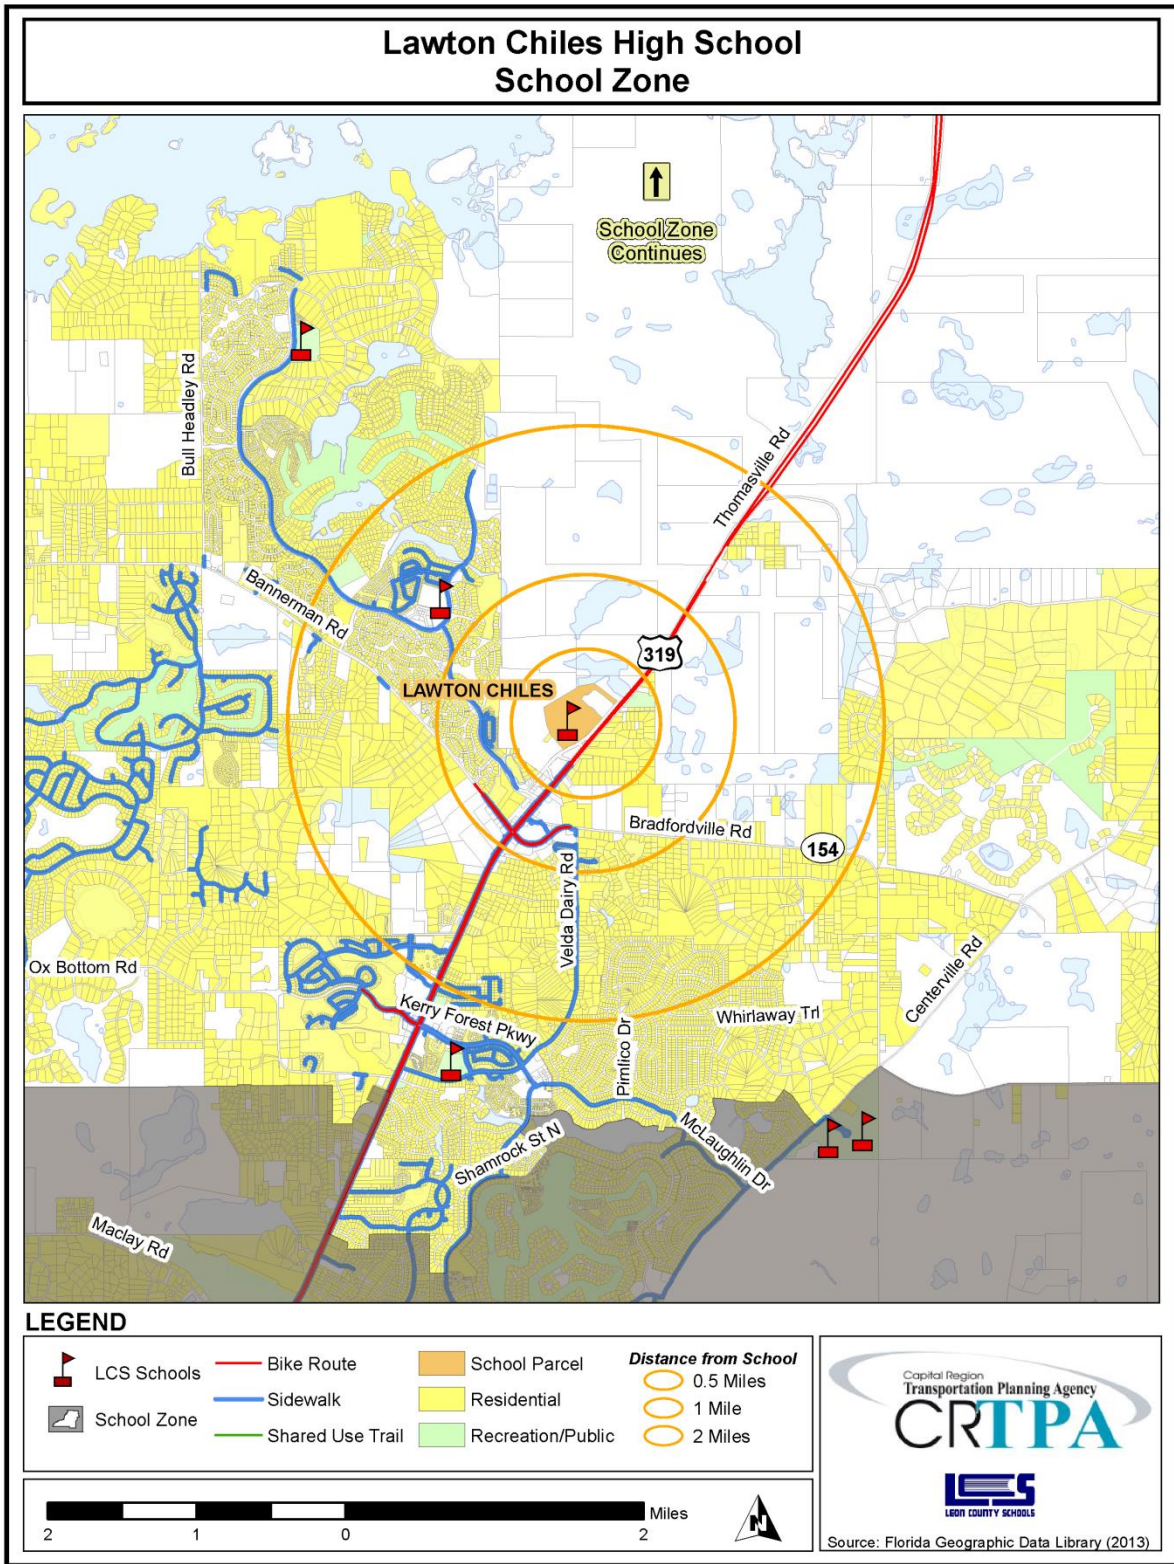 Lawton Chiles High School
School Zone
School Zone
Continues
Bull Headley Rd
Thomasville Rd
Bannerman Rd
319
LAWTON CHILES
Bradfordville Rd
154
Velda Dairy Rd
Ox Bottom Rd
Centerville Rd
Kerry Forest Pkwy
Whirlaway Trl
Pimlico Dr
McLaughlin Dr
Shamrock St N
Maclay Rd
LEGEND
LCS Schools
School Zone
Bike Route
Sidewalk
Shared Use Trail
School Parcel
Residential
Recreation/Public
Distance from School
0.5 Miles
1 Mile
2 Miles
2 1 0 2 Miles
N
Capital Region
Transportation Planning Agency
CRTPA
LCS
LEON COUNTY SCHOOLS
Source: Florida Geographic Data Library (2013)